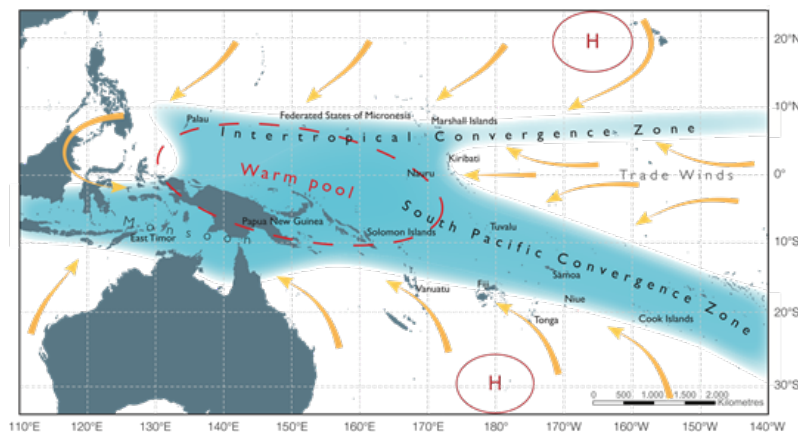 H
20°N
10°N
0°
10°S
20°S
30°S
Palau
Federated States of Micronesia
Marshall Islands
Intertropical Convergence Zone
Kiribati
Nauru
Warm pool
Trade Winds
Monsoon
East Timor
Papua New Guinea
Solomon Islands
South Pacific Convergence Zone
Tuvalu
Samoa
Vanuatu
Fiji
Niue
Tonga
Cook Islands
H
0 500 1,000 1,500 2,000
Kilometres
110°E 120°E 130°E 140°E 150°E 160°E 170°E 180° 170°W 160°W 150°W 140°W